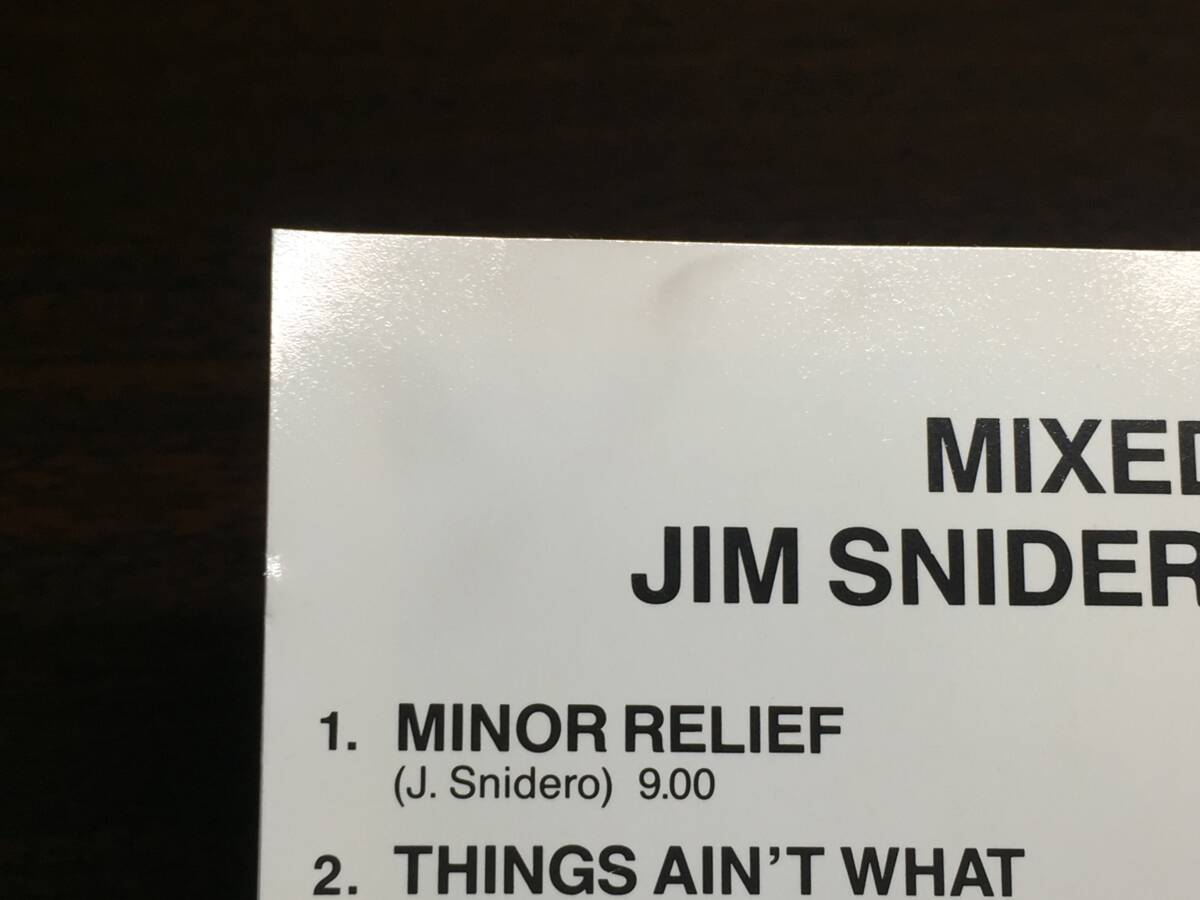 MIXED
JIM SNIDER
1. MINOR RELIEF
(J. Snidero) 9.00
2. THINGS AIN'T WHAT